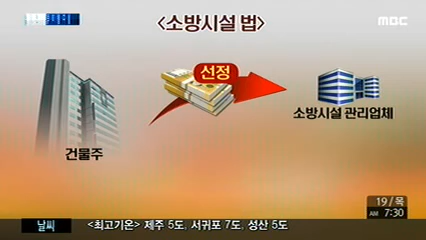 <소방시설 법>
MBC
선정
건물주
소방시설 관리업체
19/목
AM 7:30
날씨
<최고기온> 제주 5도, 서귀포 7도, 성산 5도